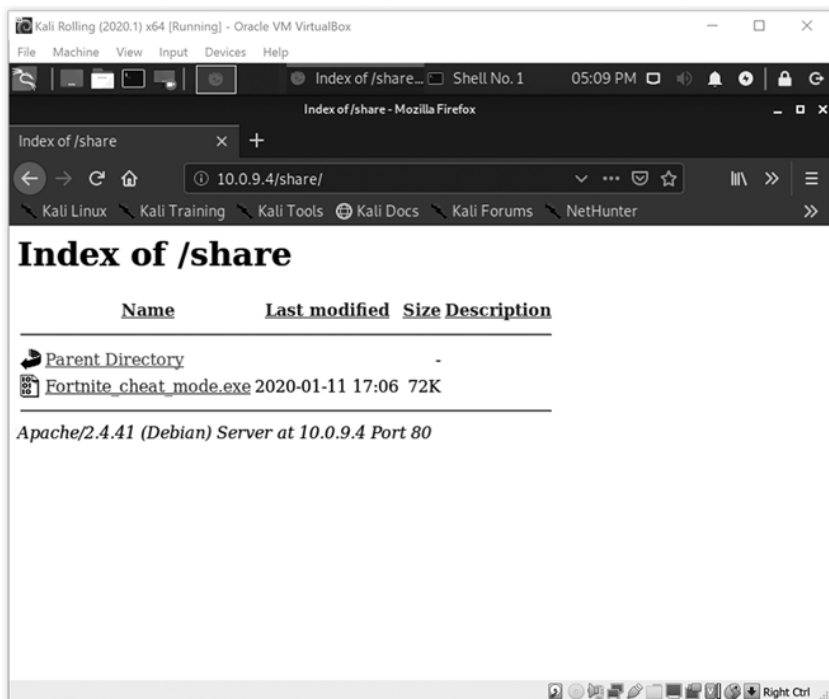 Kali Rolling (2020.1) x64 [Running] - Oracle VM VirtualBox
File Machine View Input Devices Help
Index of /share... Shell No. 1 05:09 PM
Index of /share - Mozilla Firefox
Index of /share
10.0.9.4/share/
Kali Linux Kali Training Kali Tools Kali Docs Kali Forums NetHunter
Index of /share
Name Last modified Size Description
Parent Directory -
Fortnite_cheat_mode.exe 2020-01-11 17:06 72K
Apache/2.4.41 (Debian) Server at 10.0.9.4 Port 80
Right Ctrl